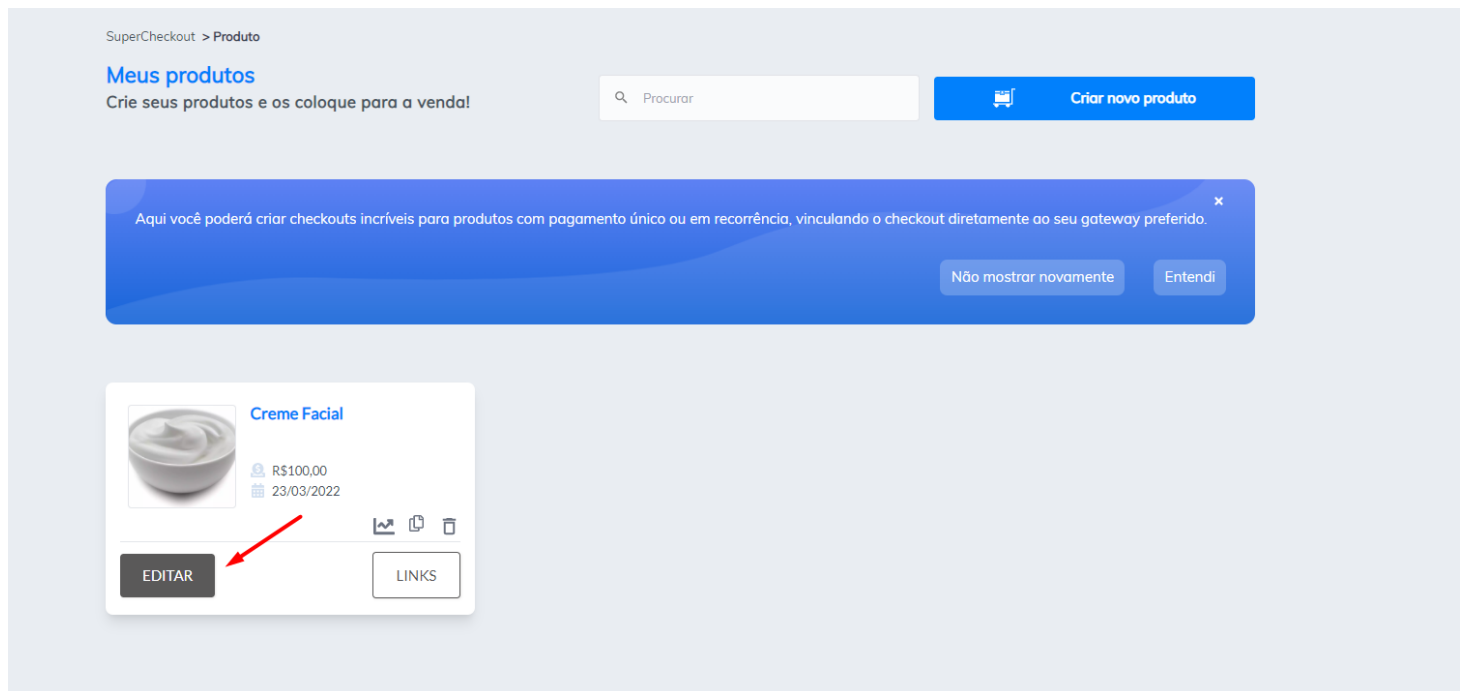 SuperCheckout > Produto
Meus produtos
Crie seus produtos e os coloque para a venda!
Procurar
Criar novo produto
Aqui você poderá criar checkouts incríveis para produtos com pagamento único ou em recorrência, vinculando o checkout diretamente ao seu gateway preferido.
Não mostrar novamente
Entendi
Creme Facial
R$100,00
23/03/2022
EDITAR
LINKS